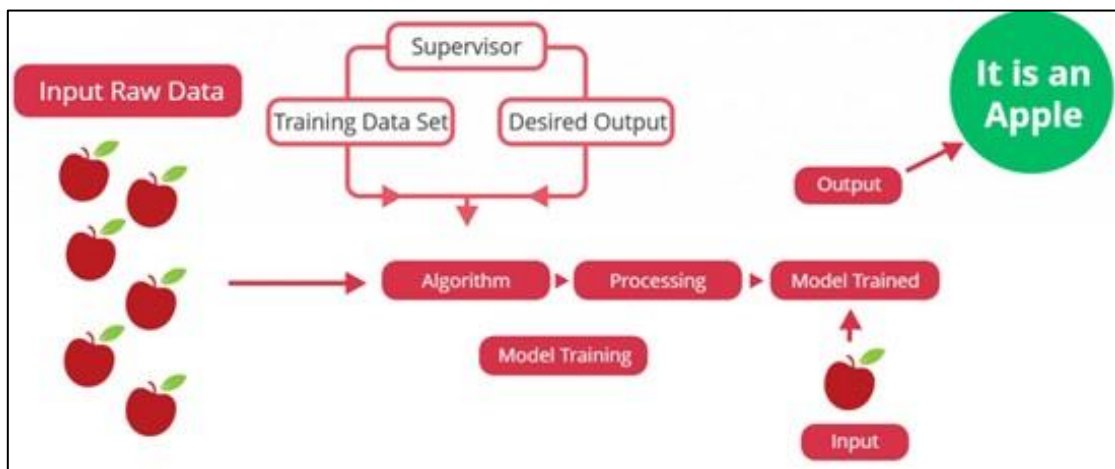 Input Raw Data
Supervisor
Training Data Set
Desired Output
Algorithm
Processing
Model Trained
Model Training
Input
Output
It is an
Apple